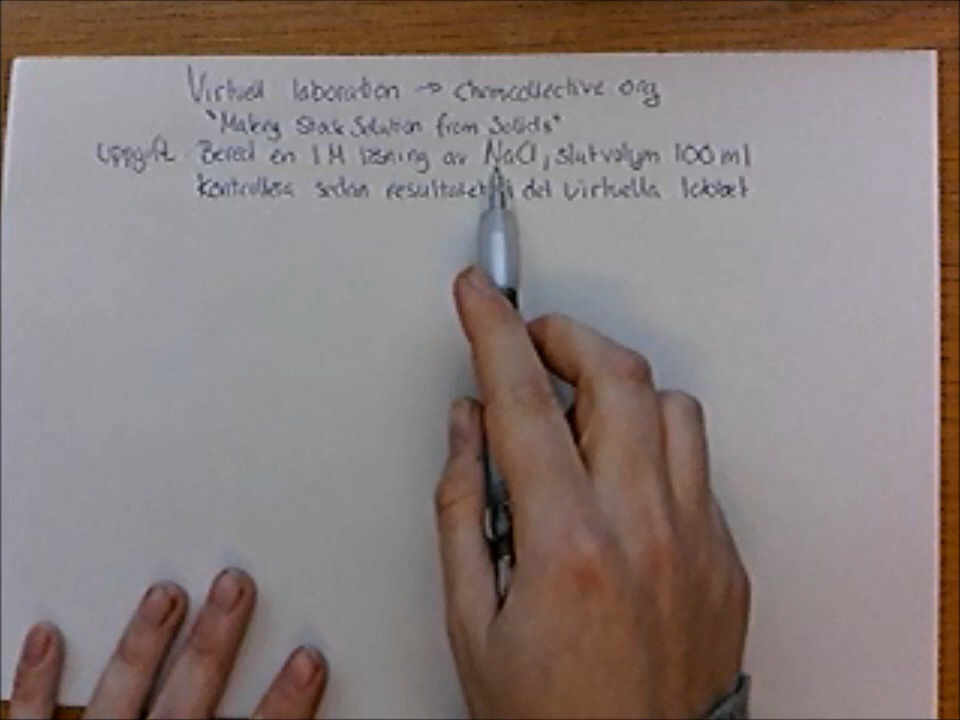 Virtuell laboration → chemcollective org
"Making Stock Solution from Solids"
Uppgift Bered en 1 M lösning av NaCl, slutvolym 100 ml
Kontrollera sedan resultatet i det virtuella labbet